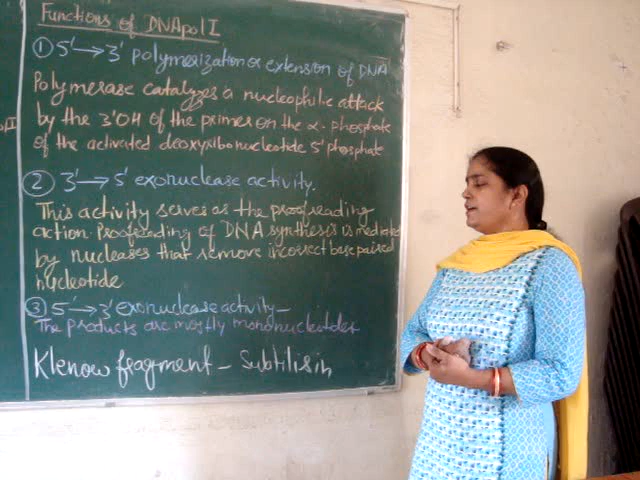 Functions of DNA pol I
① 5' → 3' polymerization or extension of DNA
Polymerase catalyzes a nucleophilic attack
by the 3'OH of the primer on the α-phosphate
of the activated deoxyribonucleotide 5' phosphate
② 3' → 5' exonuclease activity.
This activity serves as the proofreading
action. Proofreading of DNA synthesis is mediated
by nucleases that remove incorrect base paired
nucleotide
③ 5' → 3' exonuclease activity –
The products are mostly mononucleotides
Klenow fragment – Subtilisin